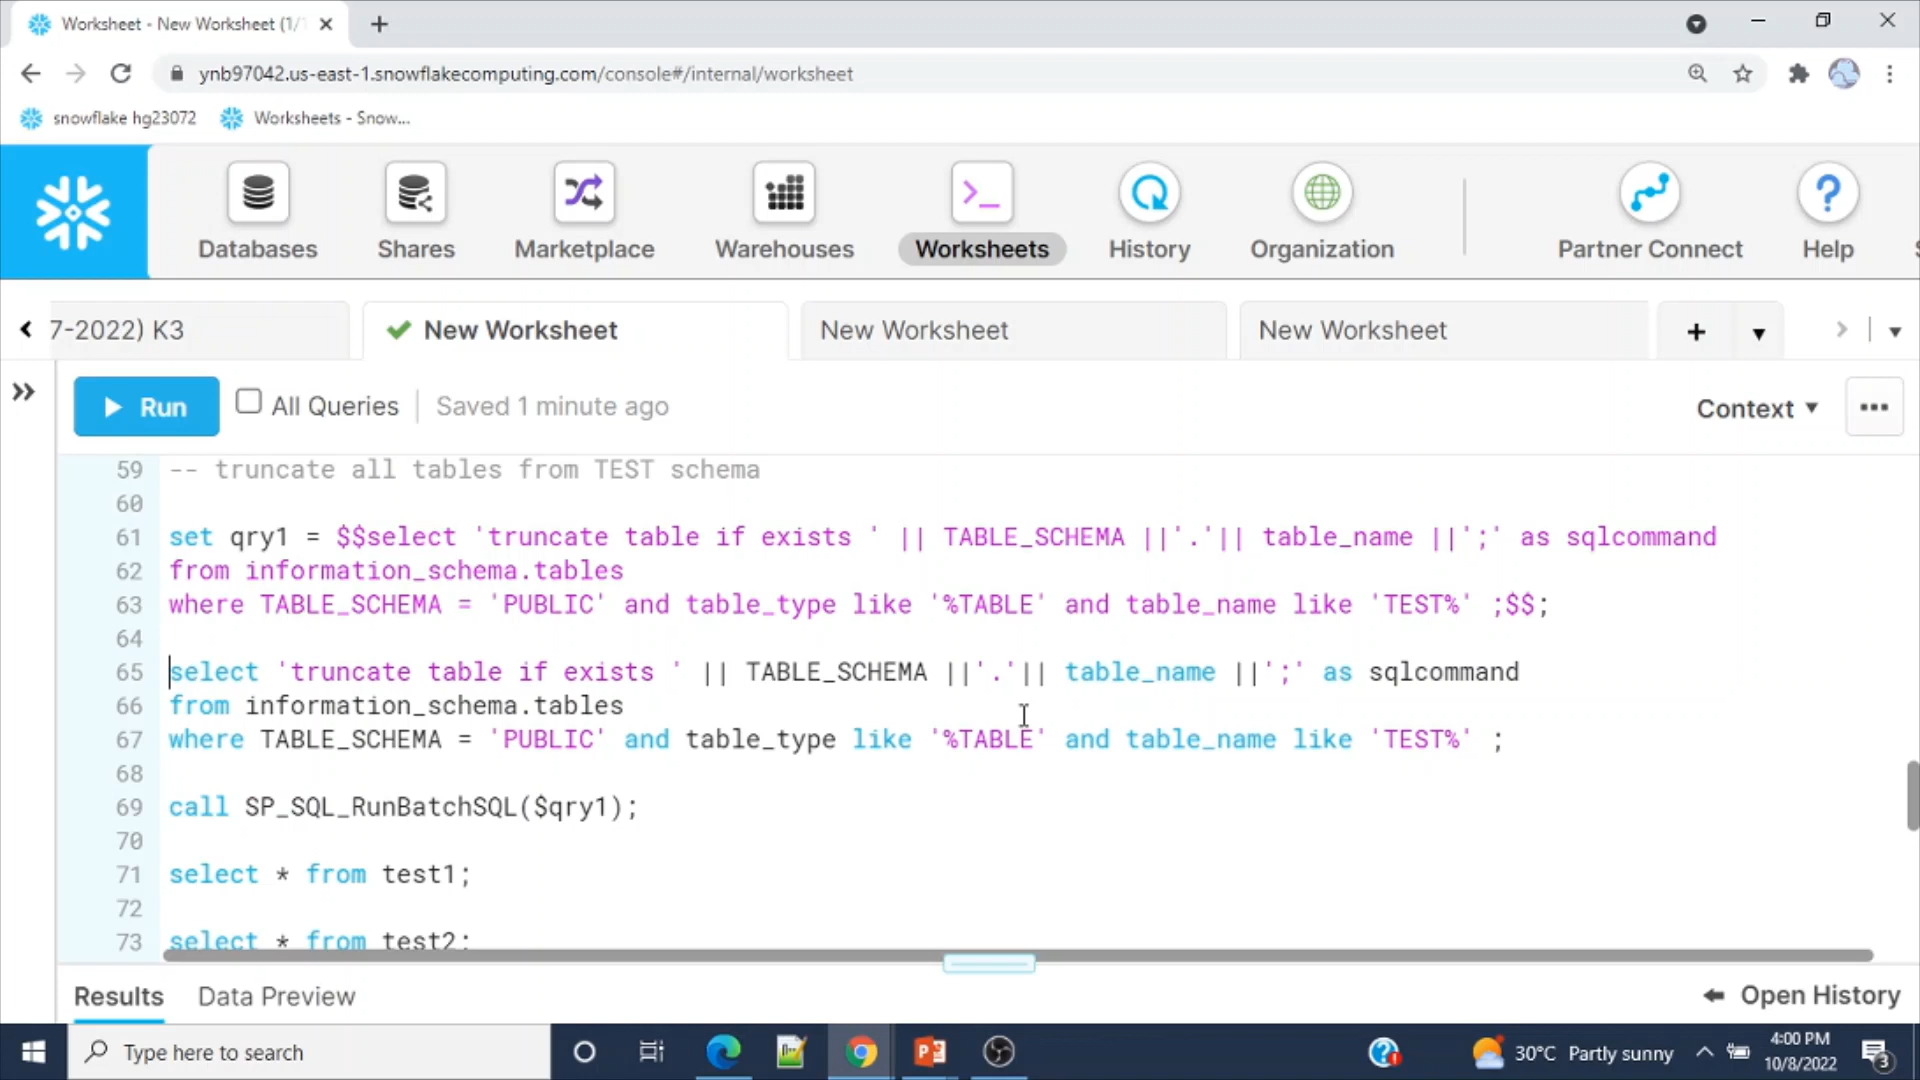 Worksheet - New Worksheet (1/
ynb97042.us-east-1.snowflakecomputing.com/console#/internal/worksheet
snowflake hg23072
Worksheets - Snow...
Databases
Shares
Marketplace
Warehouses
Worksheets
History
Organization
Partner Connect
Help
7-2022) K3
New Worksheet
New Worksheet
New Worksheet
Run
All Queries
Saved 1 minute ago
Context
59 -- truncate all tables from TEST schema
60
61 set qry1 = $$select 'truncate table if exists ' || TABLE_SCHEMA ||'.'|| table_name ||';' as sqlcommand
62 from information_schema.tables
63 where TABLE_SCHEMA = 'PUBLIC' and table_type like '%TABLE' and table_name like 'TEST%' ;$$;
64
65 select 'truncate table if exists ' || TABLE_SCHEMA ||'.'|| table_name ||';' as sqlcommand
66 from information_schema.tables
67 where TABLE_SCHEMA = 'PUBLIC' and table_type like '%TABLE' and table_name like 'TEST%' ;
68
69 call SP_SQL_RunBatchSQL($qry1);
70
71 select * from test1;
72
73 select * from test2;
Results
Data Preview
Open History
Type here to search
30°C Partly sunny
4:00 PM
10/8/2022
3